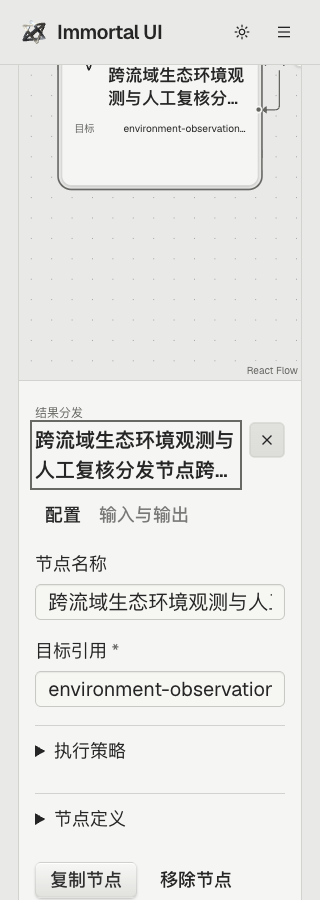 Immortal UI
跨流域生态环境观
测与人工复核分…
目标 environment-observation…
React Flow
结果分发
跨流域生态环境观测与
人工复核分发节点跨…
配置 输入与输出
节点名称
跨流域生态环境观测与人
目标引用 *
environment-observation
执行策略
节点定义
复制节点 移除节点